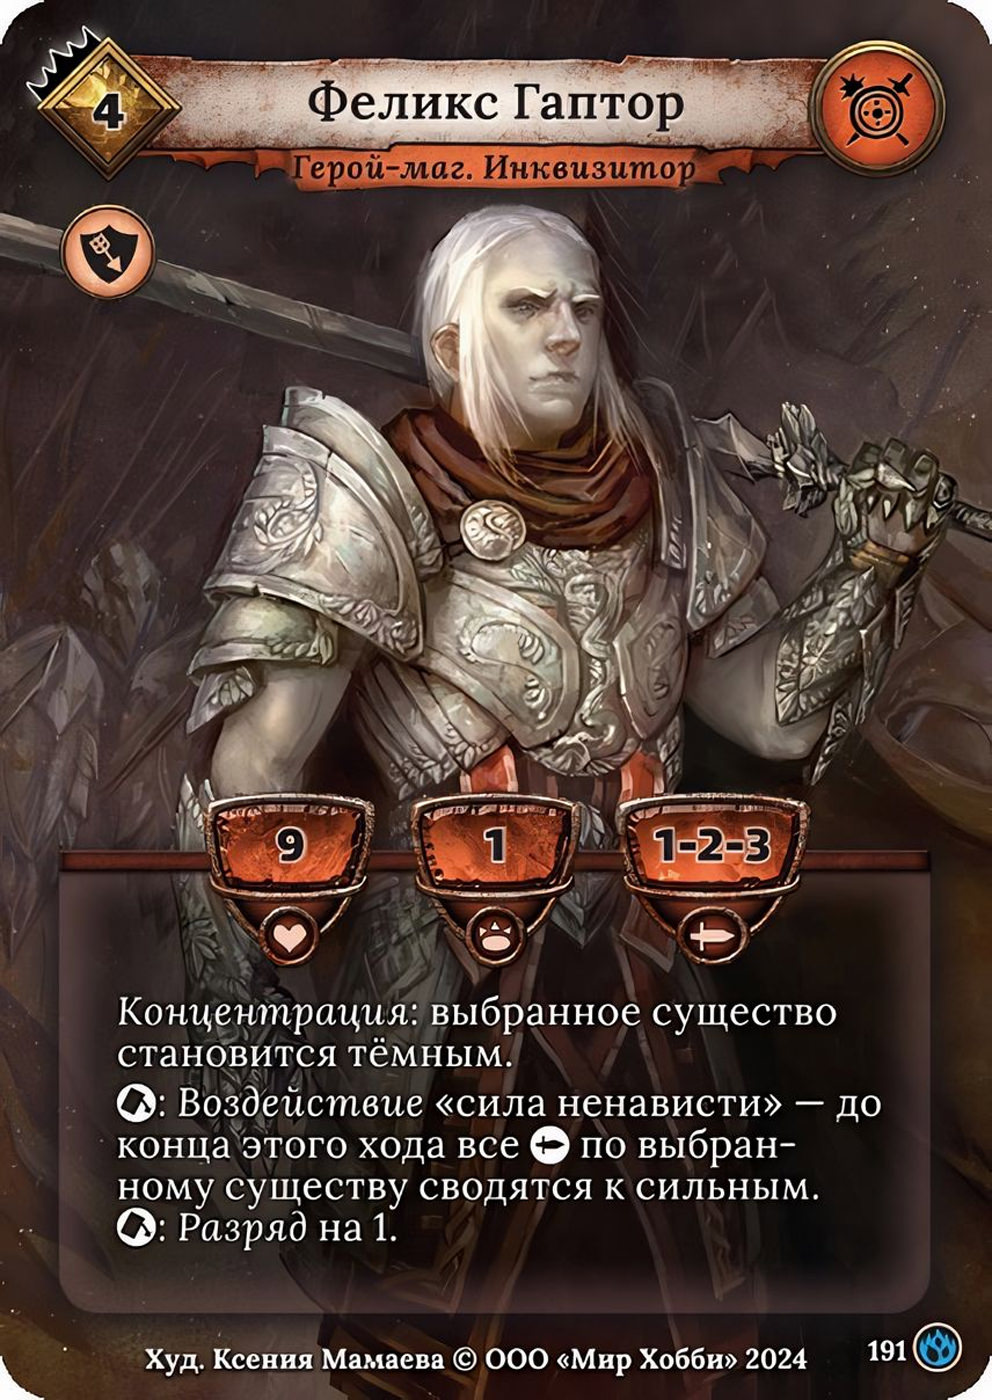 4
Феликс Гаптор
Герой-маг. Инквизитор
9
1
1-2-3
Концентрация: выбранное существо
становится тёмным.
: Воздействие «сила ненависти» — до
конца этого хода все по выбран-
ному существу сводятся к сильным.
: Разряд на 1.
Худ. Ксения Мамаева © ООО «Мир Хобби» 2024
191